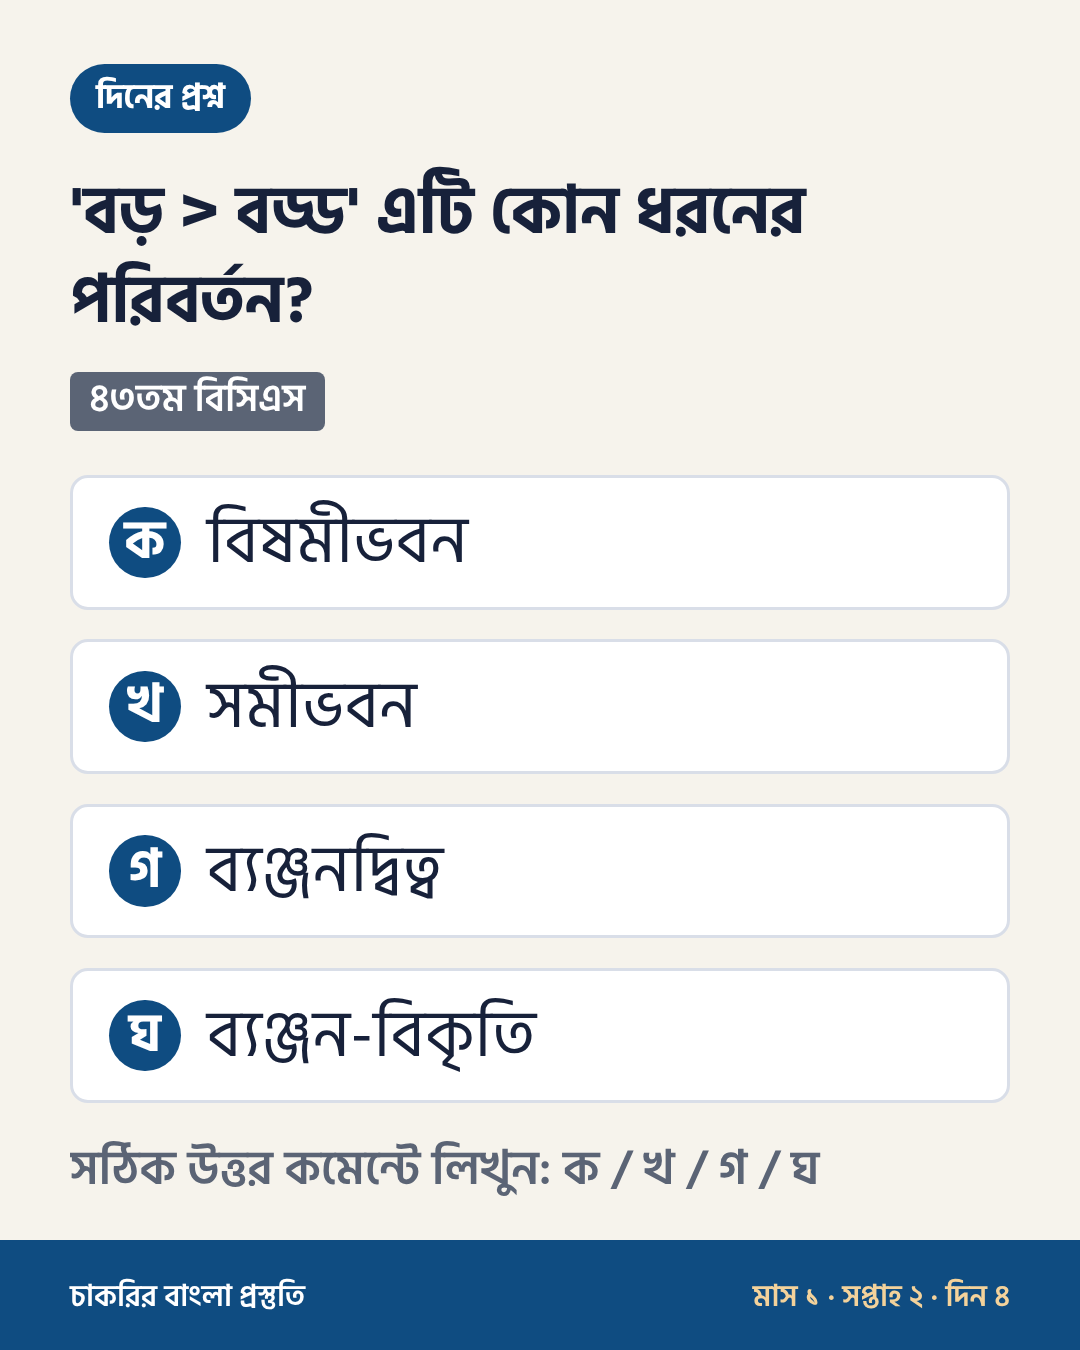 দিনের প্রশ্ন
'বড় > বড্ড' এটি কোন ধরনের
পরিবর্তন?
৪৩তম বিসিএস
ক বিষমীভবন
খ সমীভবন
গ ব্যঞ্জনদ্বিত্ব
ঘ ব্যঞ্জন-বিকৃতি
সঠিক উত্তর কমেন্টে লিখুন: ক / খ / গ / ঘ
চাকরির বাংলা প্রস্তুতি
মাস ১ · সপ্তাহ ২ · দিন ৪